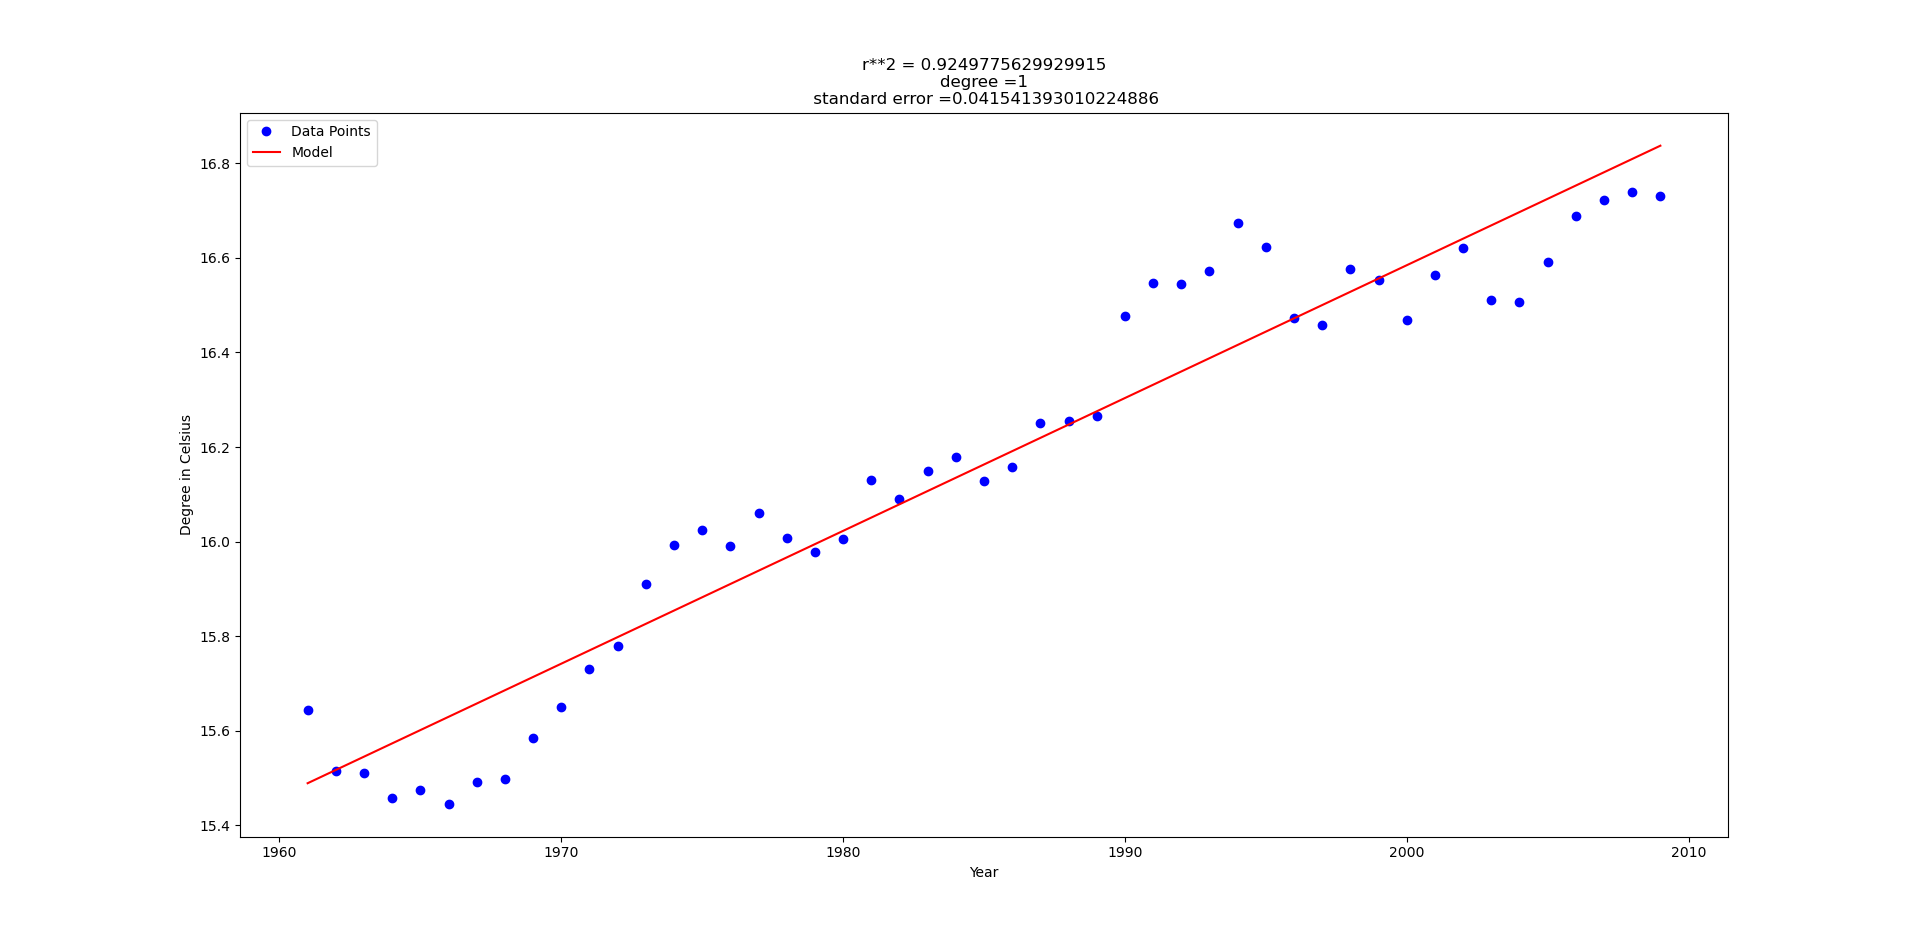 r**2 = 0.9249775629929915
degree =1
standard error =0.041541393010224886
Data Points
Model
16.8
16.6
16.4
16.2
16.0
15.8
15.6
15.4
Degree in Celsius
1960 1970 1980 1990 2000 2010
Year